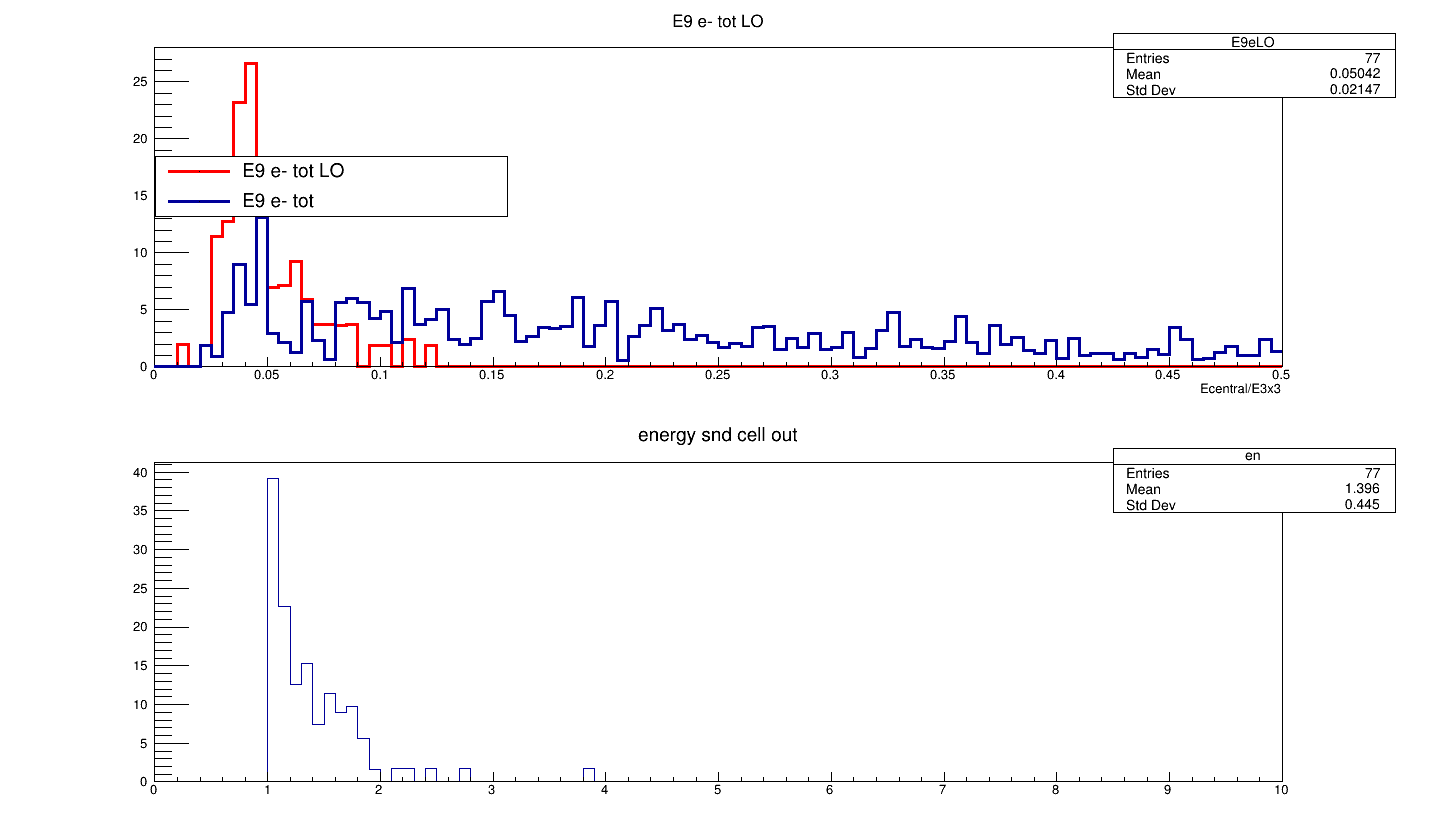 E9 e- tot LO
E9eLO
Entries 77
Mean 0.05042
Std Dev 0.02147
25
20
15
10
5
0
E9 e- tot LO
E9 e- tot
0 0.05 0.1 0.15 0.2 0.25 0.3 0.35 0.4 0.45 0.5
Ecentral/E3x3
energy snd cell out
en
Entries 77
Mean 1.396
Std Dev 0.445
40
35
30
25
20
15
10
5
0
0 1 2 3 4 5 6 7 8 9 10